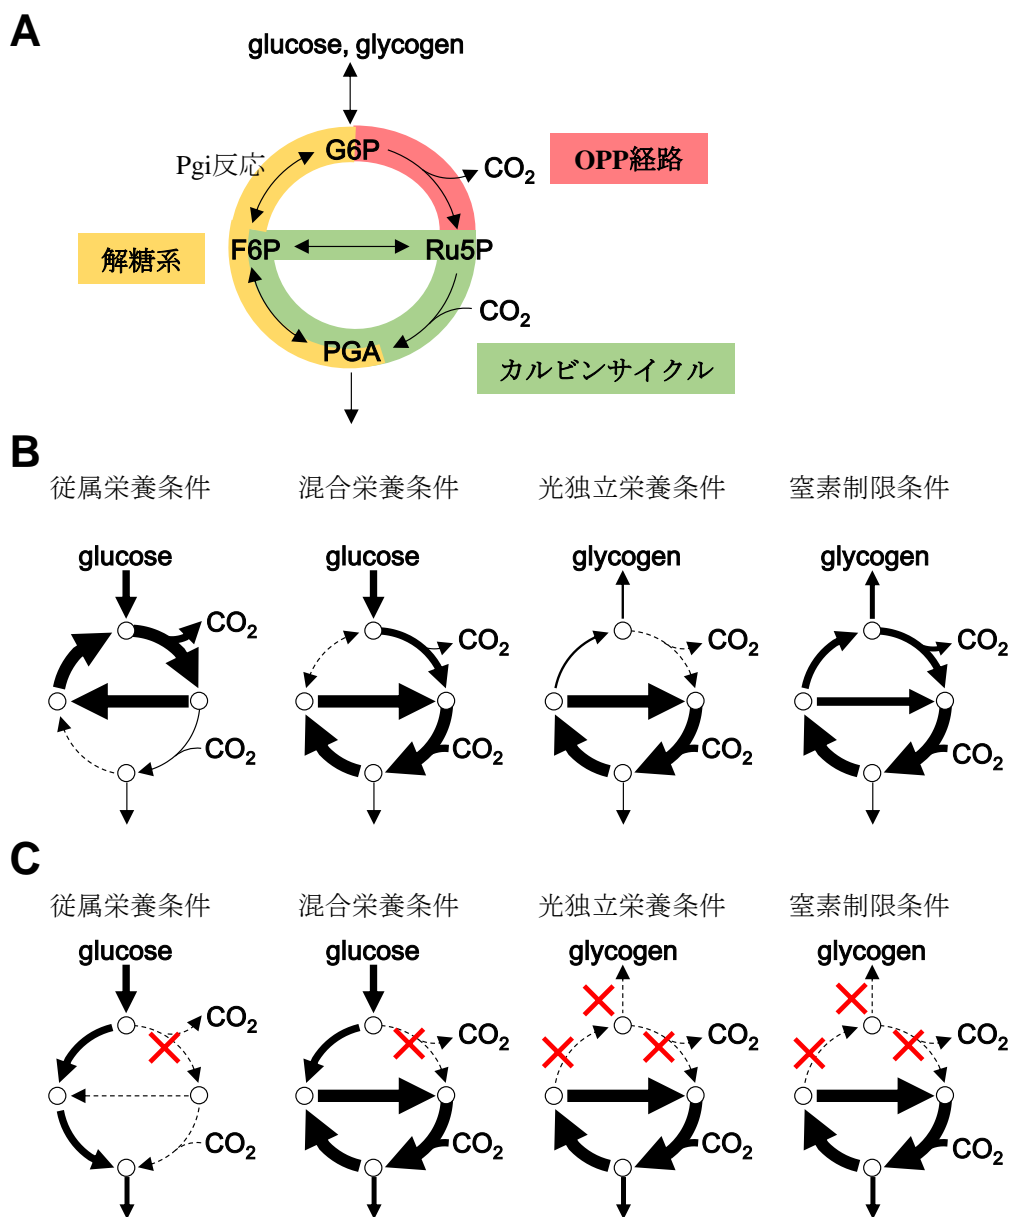 A
glucose, glycogen
Pgi反応
G6P
CO2
OPP経路
解糖系
F6P
Ru5P
CO2
PGA
カルビンサイクル
B
従属栄養条件
混合栄養条件
光独立栄養条件
窒素制限条件
glucose
glucose
glycogen
glycogen
CO2
CO2
CO2
CO2
CO2
CO2
CO2
CO2
C
従属栄養条件
混合栄養条件
光独立栄養条件
窒素制限条件
glucose
glucose
glycogen
glycogen
CO2
CO2
CO2
CO2
CO2
CO2
CO2
CO2